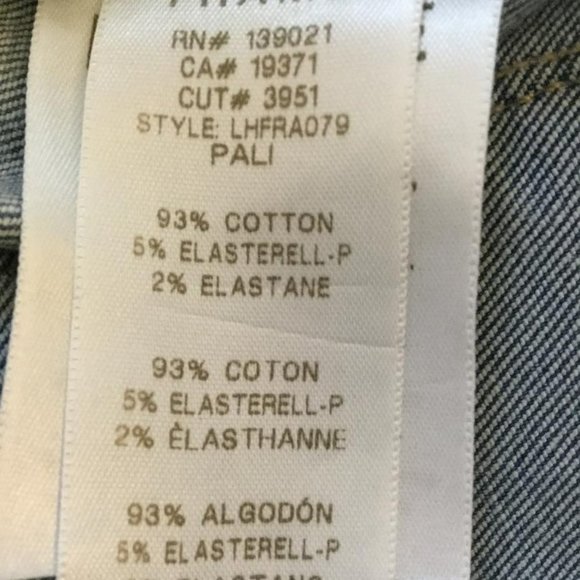 RN# 139021
CA# 19371
CUT# 3951
STYLE: LHFRA079
PALI
93% COTTON
5% ELASTERELL-P
2% ELASTANE
93% COTON
5% ELASTERELL-P
2% ÈLASTHANNE
93% ALGODÓN
5% ELASTERELL-P